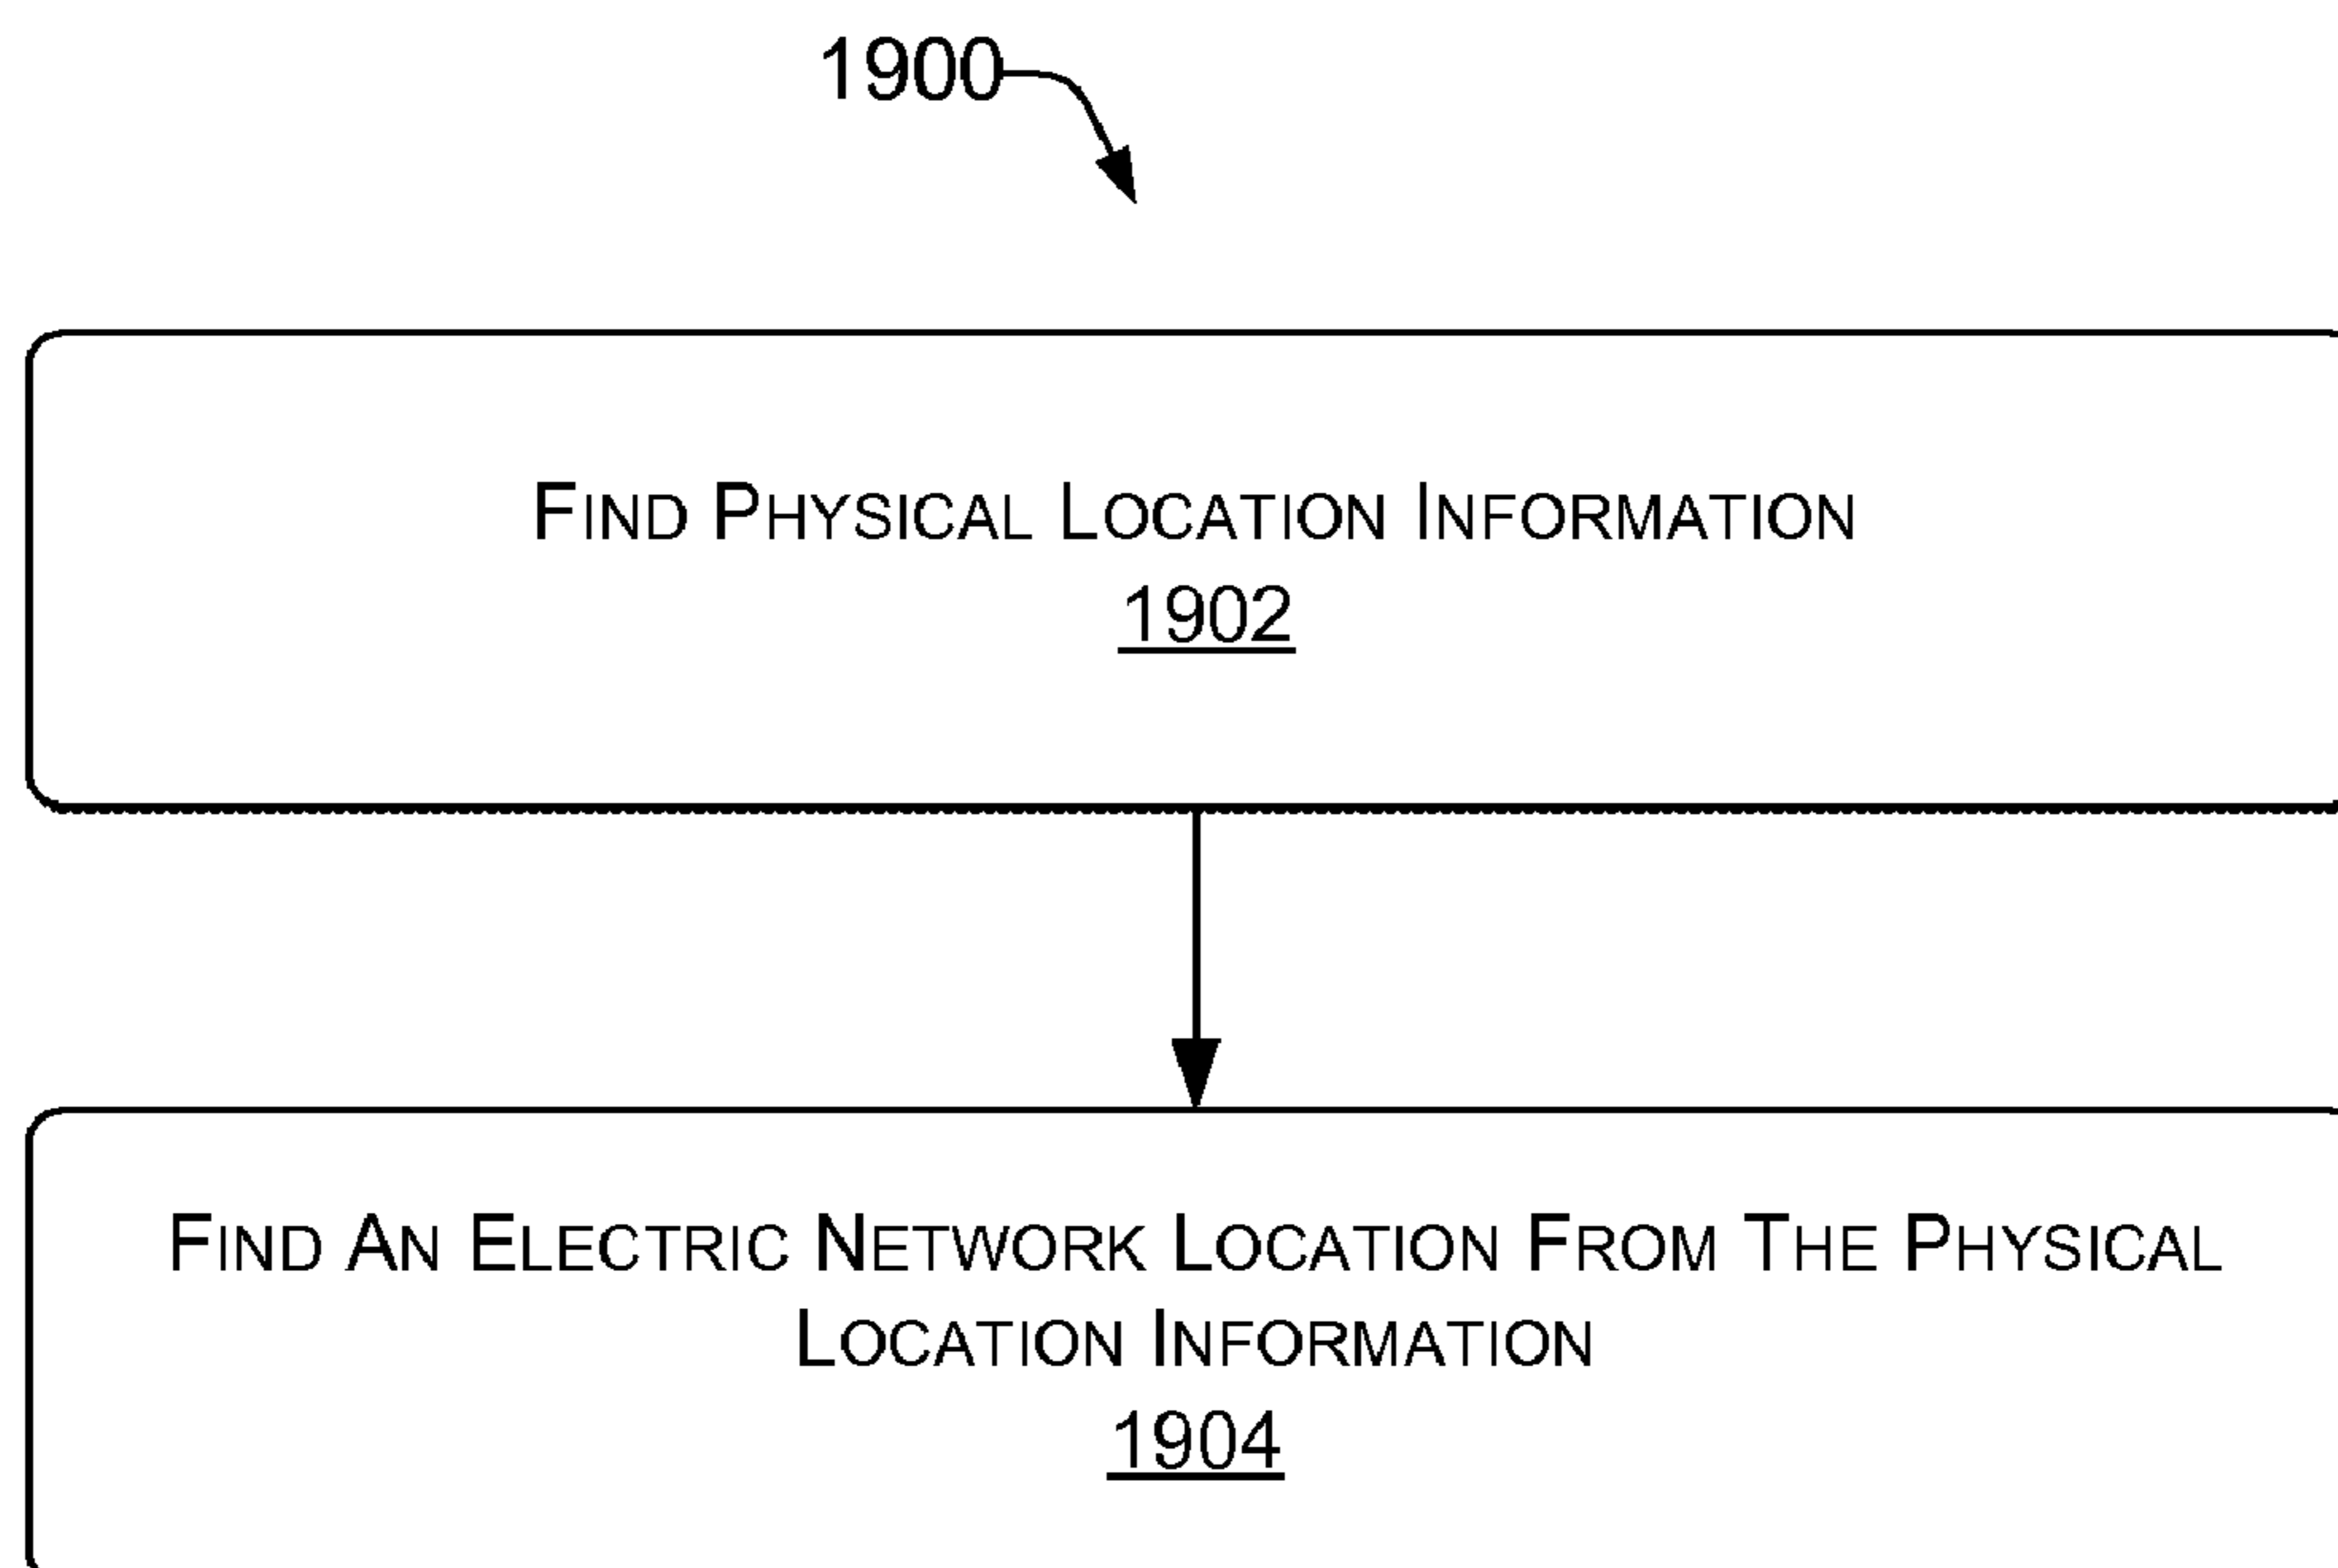 1900
FIND PHYSICAL LOCATION INFORMATION
1902
FIND AN ELECTRIC NETWORK LOCATION FROM THE PHYSICAL
LOCATION INFORMATION
1904